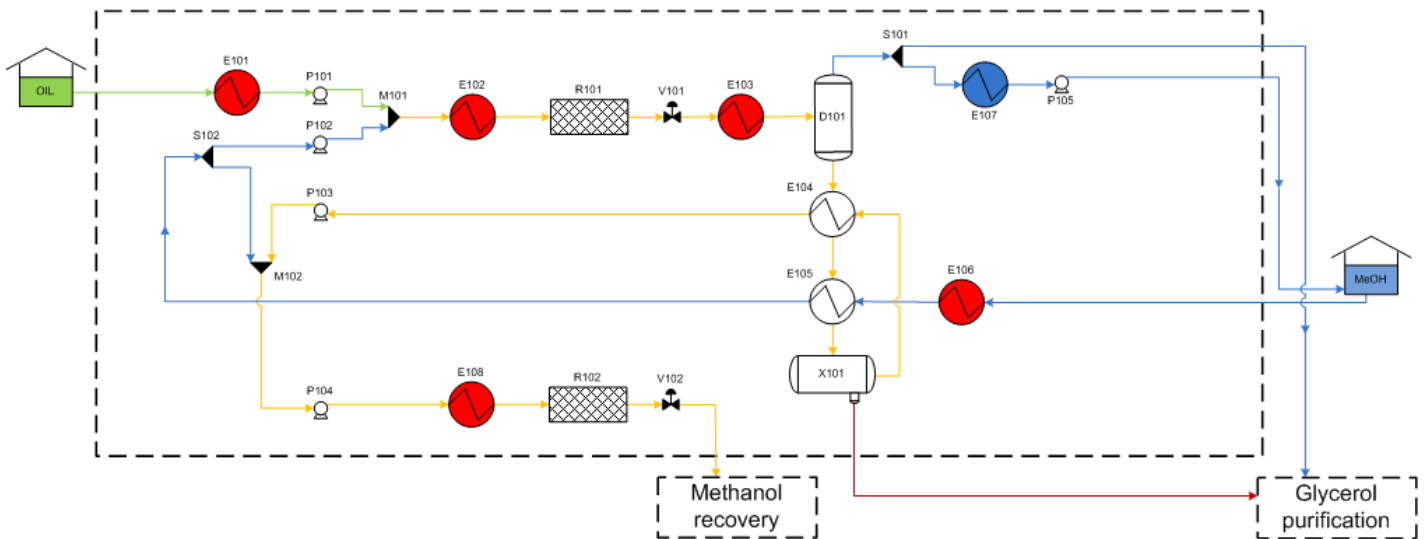 S101
E101
P101
M101
E102
R101
V101
E103
OIL
P102
D101
E107
P105
S102
E104
P103
M102
E105
E106
MeOH
X101
P104
E108
R102
V102
Methanol
recovery
Glycerol
purification